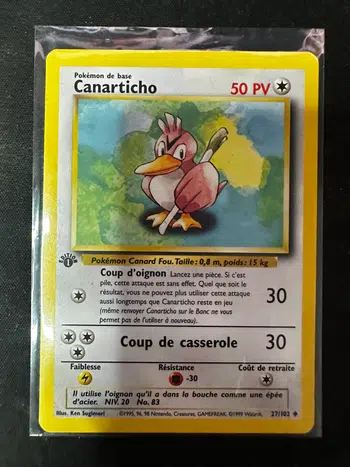 Pokémon de base
Canarticho
50 PV
EDITION
1
Pokémon Canard Fou. Taille: 0,8 m, poids: 15 kg
Coup d'oignon Lancez une pièce. Si c'est
pile, cette attaque est sans effet. Quel que soit le
résultat, vous ne pouvez plus utiliser cette attaque
aussi longtemps que Canarticho reste en jeu
(même renvoyer Canarticho sur le Banc ne vous
permet pas de l'utiliser à nouveau).
30
Coup de casserole 30
Faiblesse Résistance Coût de retraite
-30
Il utilise l'oignon qu'il a dans la bouche comme une épée
d'acier. NIV. 20 No. 83
Illus. Ken Sugimori ©1995, 96, 98 Nintendo, Creatures, GAMEFREAK. ©1999 Wizards. 27/102